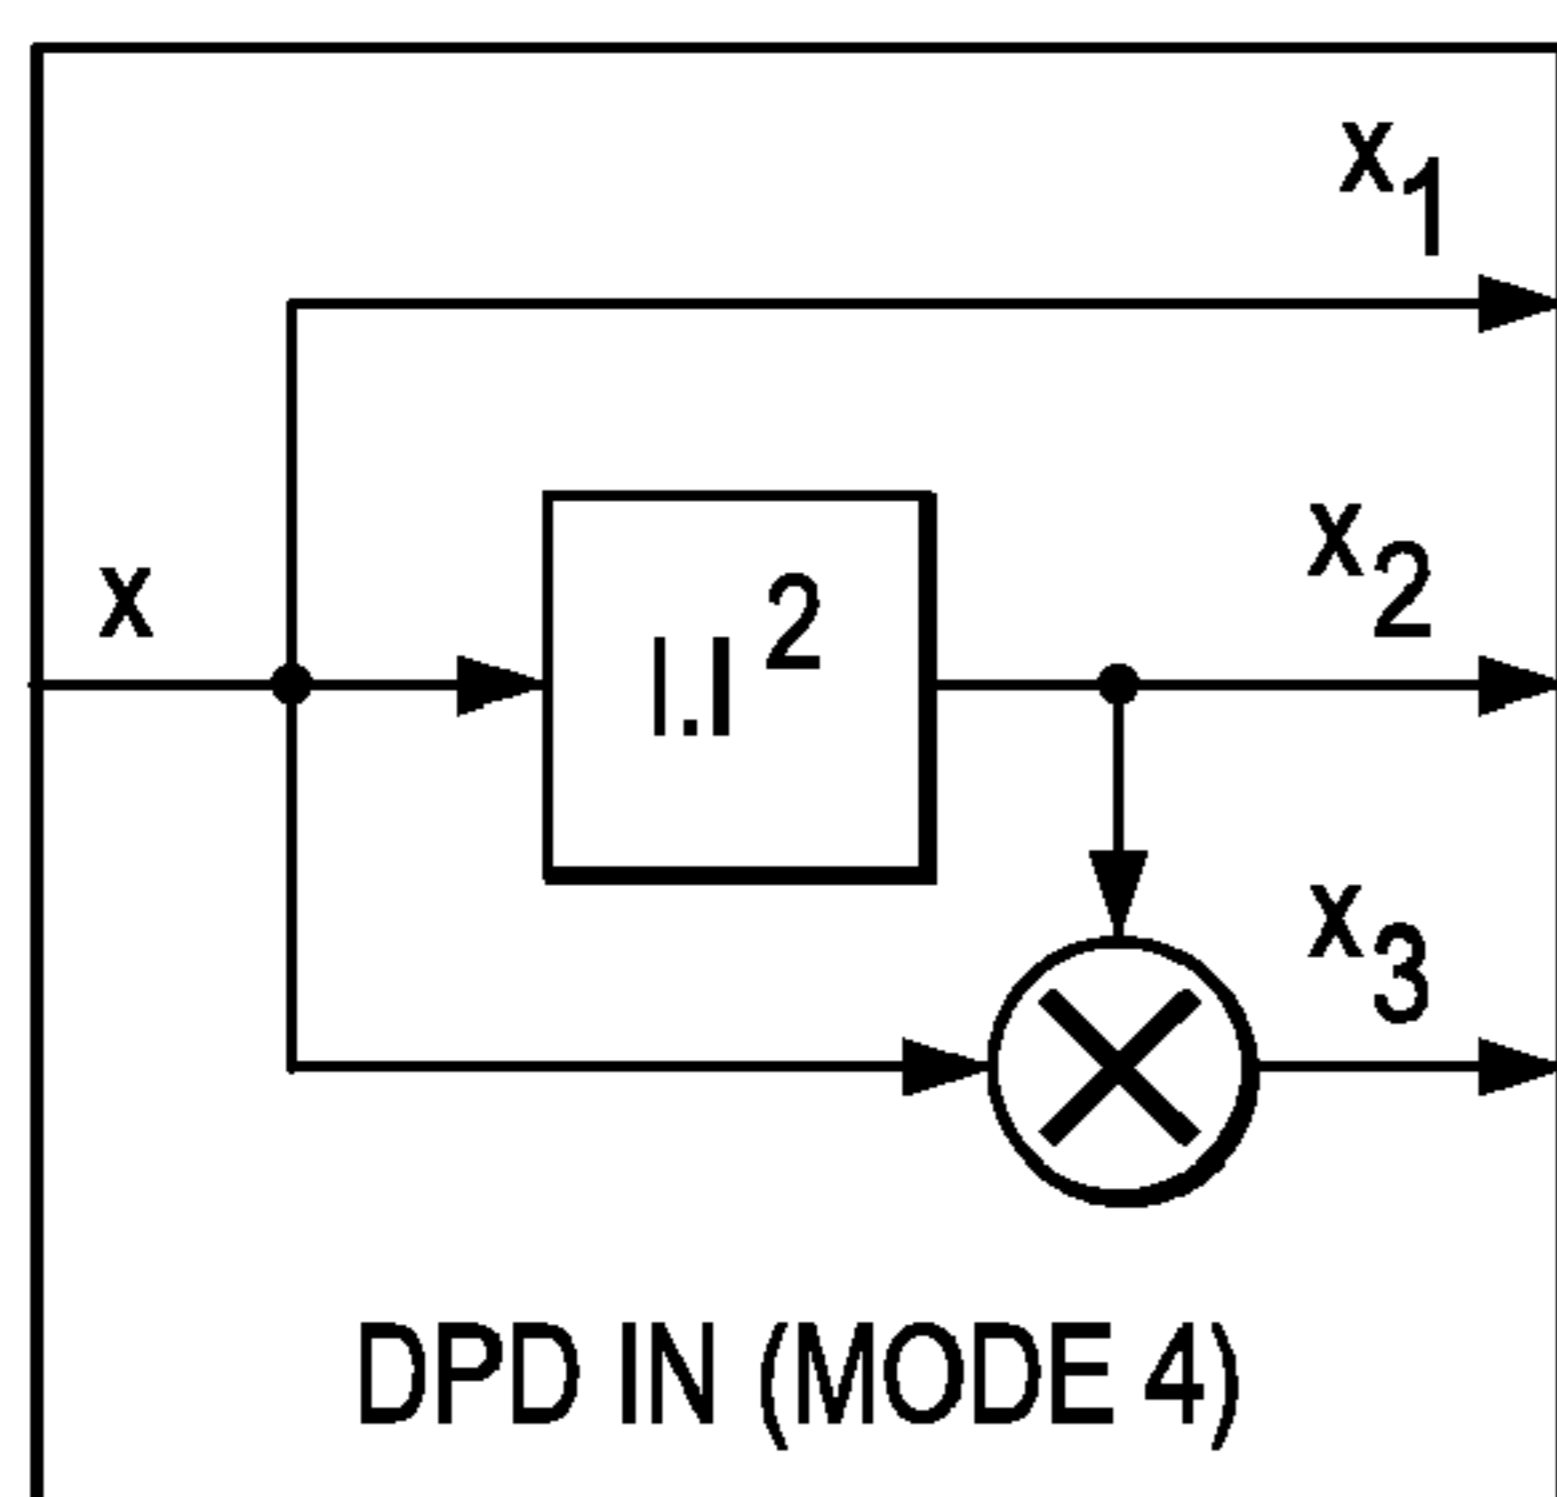 x₁
x
|.|²
x₂
x₃
DPD IN (MODE 4)